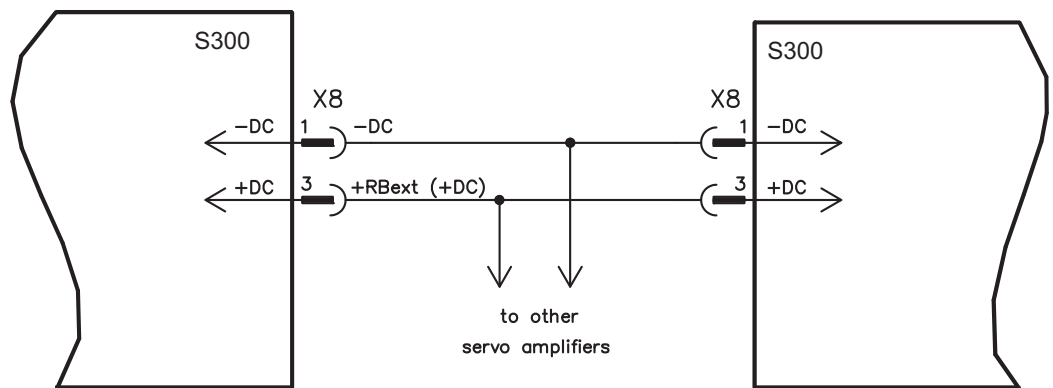 S300
S300
X8
X8
–DC 1 –DC 1 –DC
+DC 3 +RBext (+DC) 3 +DC
to other
servo amplifiers